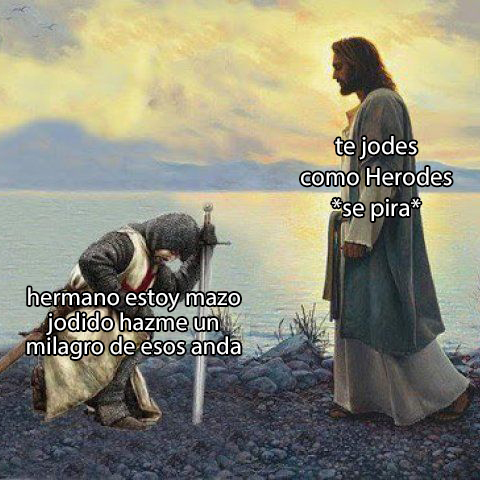 te jodes
como Herodes
*se pira*
hermano estoy mazo
jodido hazme un
milagro de esos anda